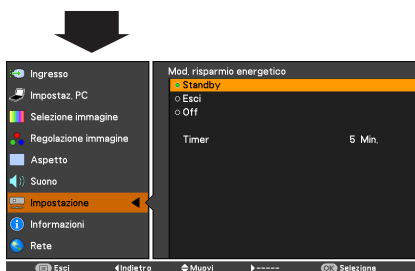 Ingresso
Impostaz. PC
Selezione immagine
Regolazione immagine
Aspetto
Suono
Impostazione
Informazioni
Rete
Mod. risparmio energetico
Standby
Esci
Off
Timer 5 Min.
Esci Indietro Muovi ----- OK Selezione